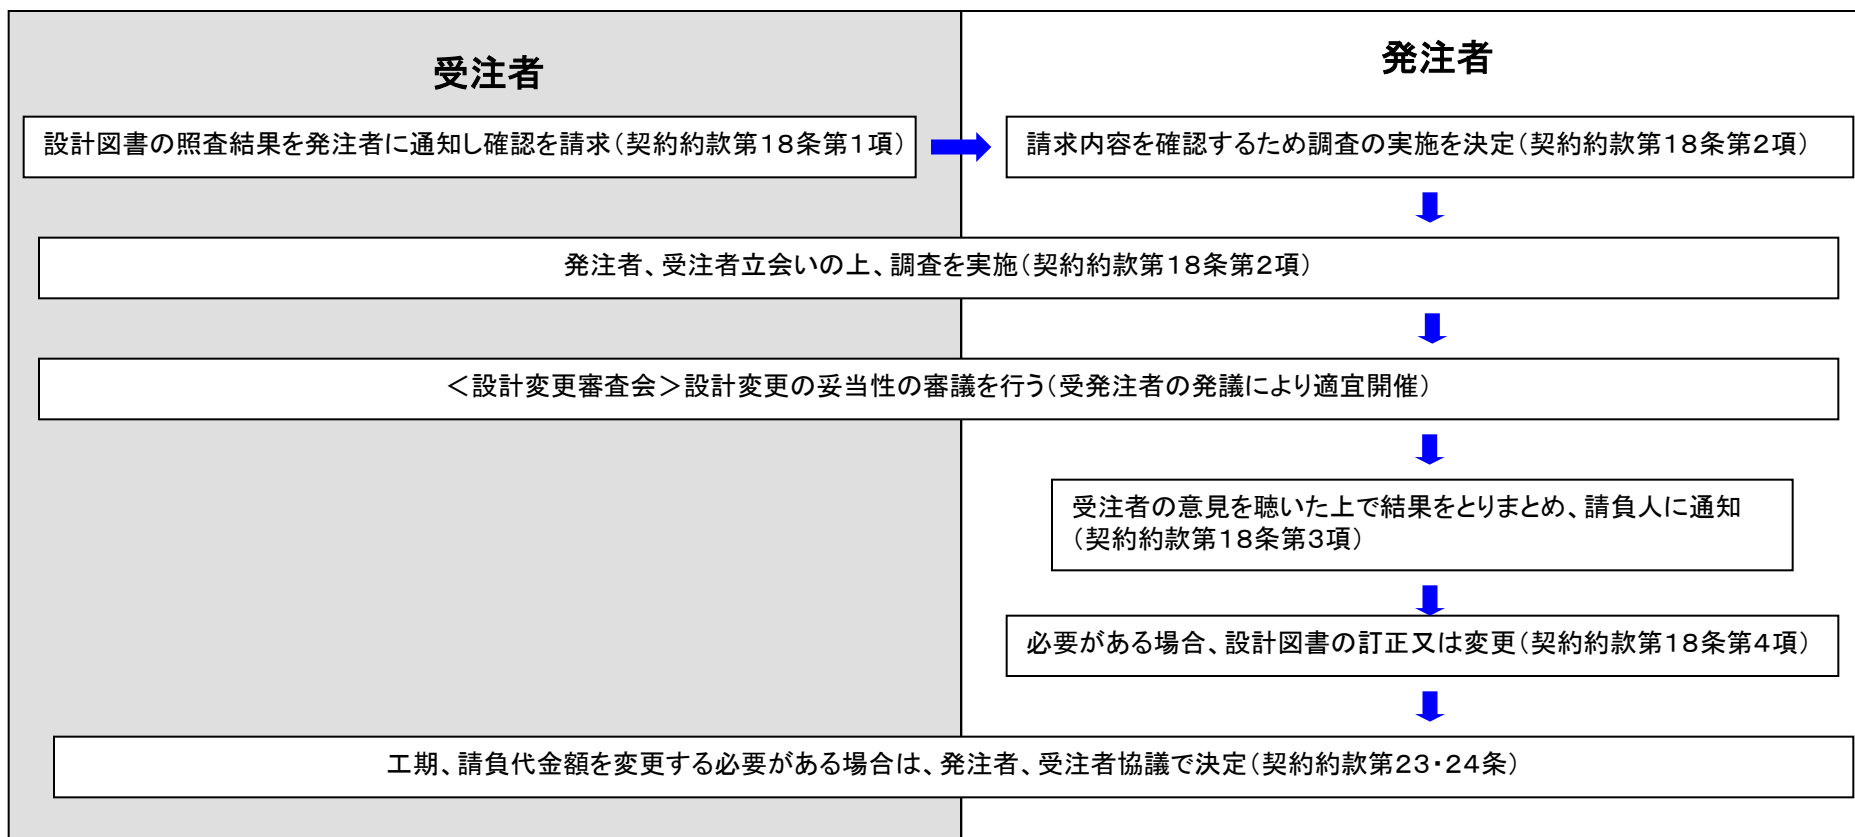 受注者
発注者
設計図書の照査結果を発注者に通知し確認を請求(契約約款第18条第1項)
請求内容を確認するため調査の実施を決定(契約約款第18条第2項)
発注者、受注者立会いの上、調査を実施(契約約款第18条第2項)
<設計変更審査会>設計変更の妥当性の審議を行う(受発注者の発議により適宜開催)
受注者の意見を聴いた上で結果をとりまとめ、請負人に通知
(契約約款第18条第3項)
必要がある場合、設計図書の訂正又は変更(契約約款第18条第4項)
工期、請負代金額を変更する必要がある場合は、発注者、受注者協議で決定(契約約款第23・24条)